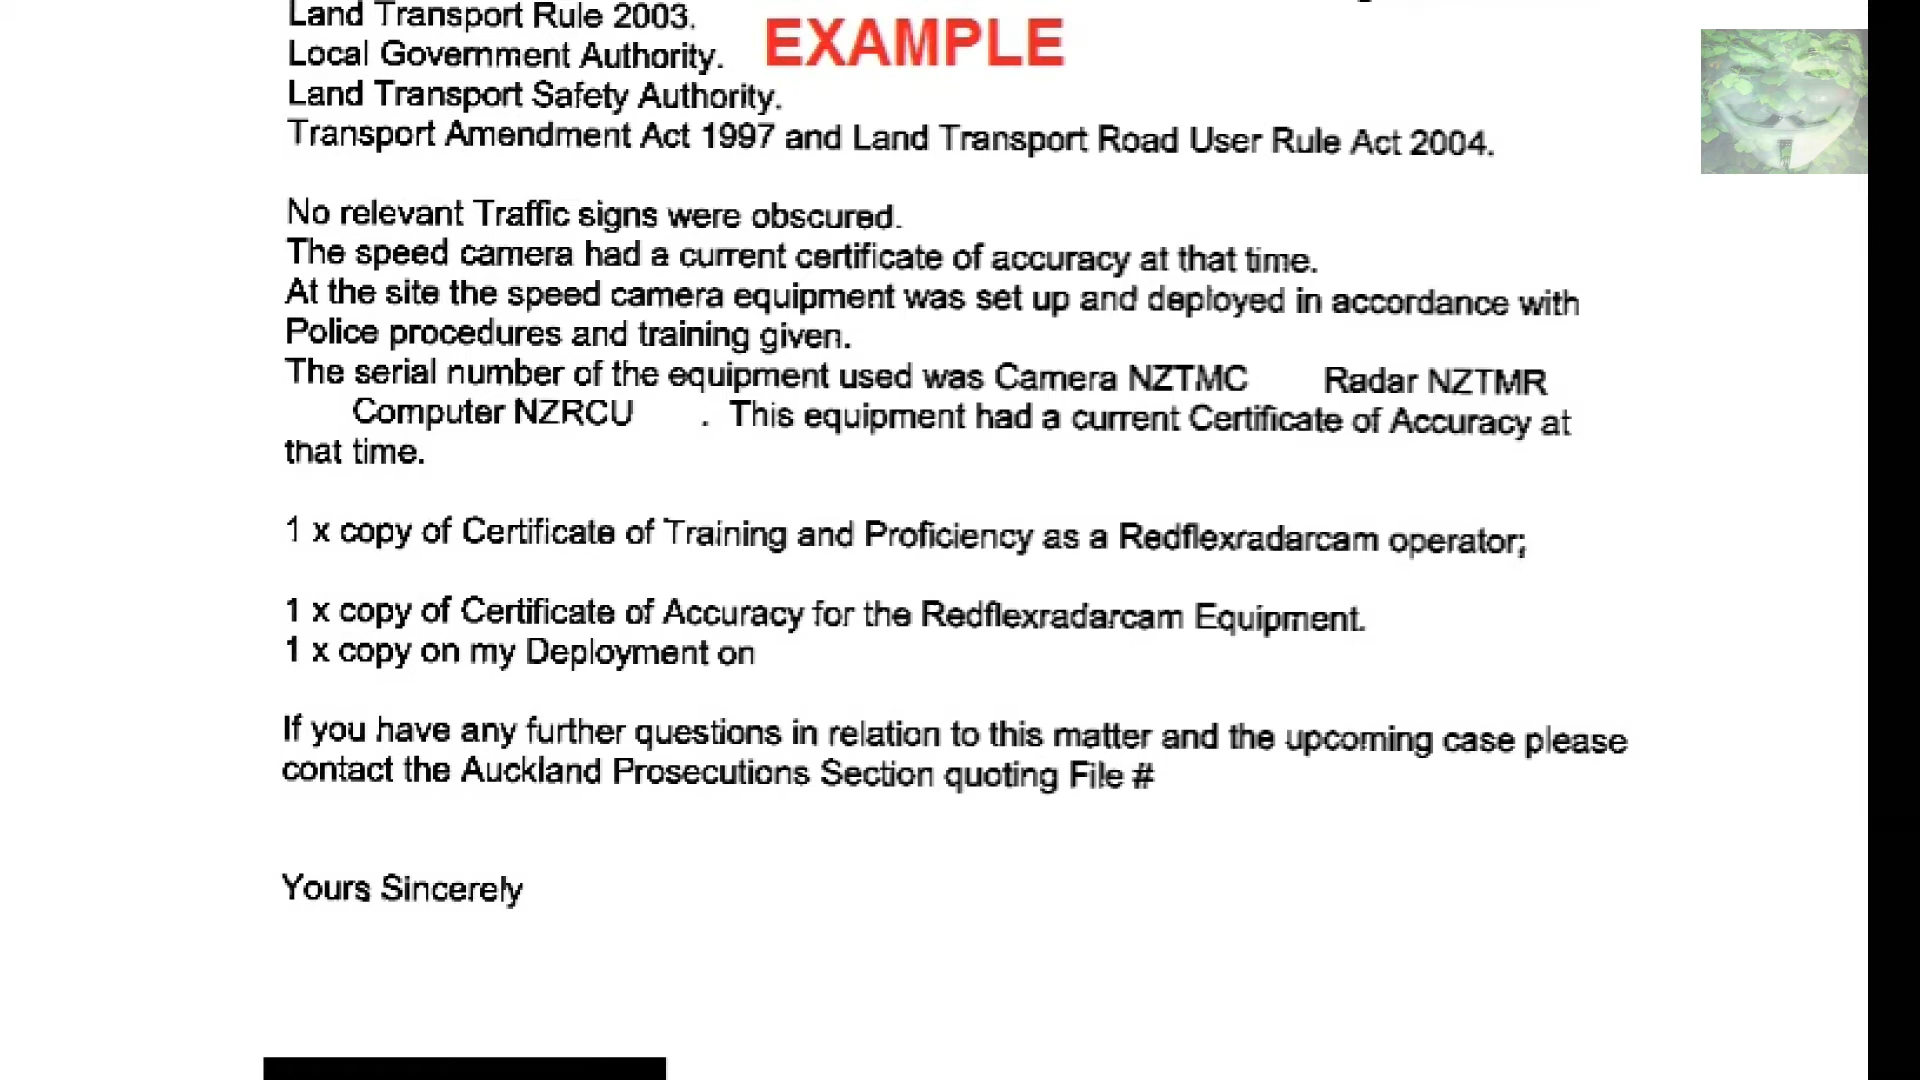 Land Transport Rule 2003.
EXAMPLE
Local Government Authority.
Land Transport Safety Authority.
Transport Amendment Act 1997 and Land Transport Road User Rule Act 2004.
No relevant Traffic signs were obscured.
The speed camera had a current certificate of accuracy at that time.
At the site the speed camera equipment was set up and deployed in accordance with
Police procedures and training given.
The serial number of the equipment used was Camera NZTMC Radar NZTMR
Computer NZRCU . This equipment had a current Certificate of Accuracy at
that time.
1 x copy of Certificate of Training and Proficiency as a Redflexradarcam operator;
1 x copy of Certificate of Accuracy for the Redflexradarcam Equipment.
1 x copy on my Deployment on
If you have any further questions in relation to this matter and the upcoming case please
contact the Auckland Prosecutions Section quoting File #
Yours Sincerely